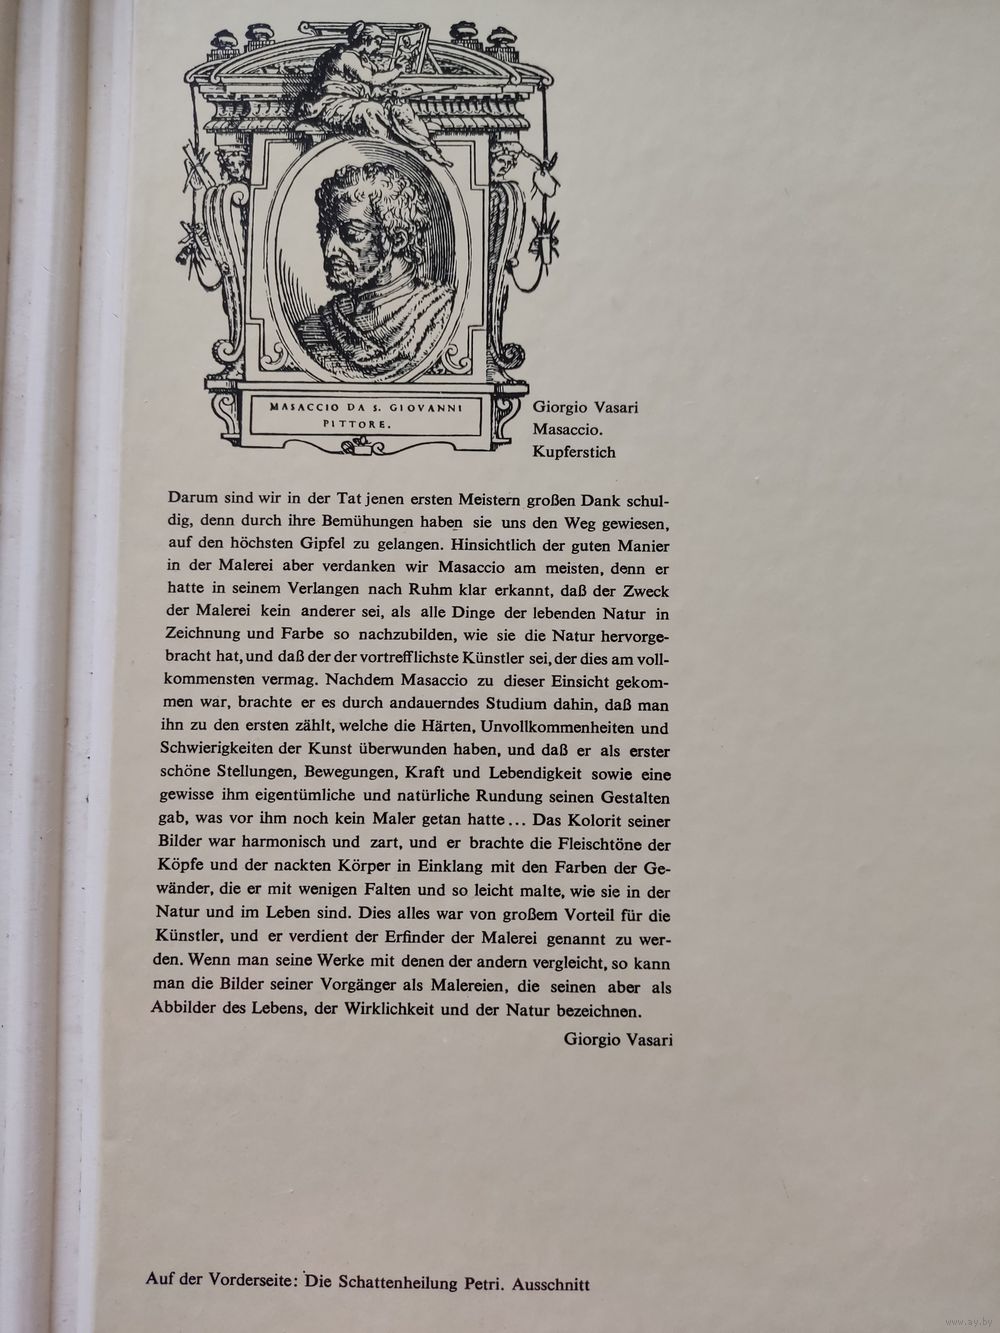 MASACCIO DA S. GIOVANNI
PITTORE.
Giorgio Vasari
Masaccio.
Kupferstich
Darum sind wir in der Tat jenen ersten Meistern großen Dank schul-
dig, denn durch ihre Bemühungen haben sie uns den Weg gewiesen,
auf den höchsten Gipfel zu gelangen. Hinsichtlich der guten Manier
in der Malerei aber verdanken wir Masaccio am meisten, denn er
hatte in seinem Verlangen nach Ruhm klar erkannt, daß der Zweck
der Malerei kein anderer sei, als alle Dinge der lebenden Natur in
Zeichnung und Farbe so nachzubilden, wie sie die Natur hervorge-
bracht hat, und daß der der vortrefflichste Künstler sei, der dies am voll-
kommensten vermag. Nachdem Masaccio zu dieser Einsicht gekom-
men war, brachte er es durch andauerndes Studium dahin, daß man
ihn zu den ersten zählt, welche die Härten, Unvollkommenheiten und
Schwierigkeiten der Kunst überwunden haben, und daß er als erster
schöne Stellungen, Bewegungen, Kraft und Lebendigkeit sowie eine
gewisse ihm eigentümliche und natürliche Rundung seinen Gestalten
gab, was vor ihm noch kein Maler getan hatte... Das Kolorit seiner
Bilder war harmonisch und zart, und er brachte die Fleischtöne der
Köpfe und der nackten Körper in Einklang mit den Farben der Ge-
wänder, die er mit wenigen Falten und so leicht malte, wie sie in der
Natur und im Leben sind. Dies alles war von großem Vorteil für die
Künstler, und er verdient der Erfinder der Malerei genannt zu wer-
den. Wenn man seine Werke mit denen der andern vergleicht, so kann
man die Bilder seiner Vorgänger als Malereien, die seinen aber als
Abbilder des Lebens, der Wirklichkeit und der Natur bezeichnen.
Giorgio Vasari
Auf der Vorderseite: Die Schattenheilung Petri. Ausschnitt
www.ay.by